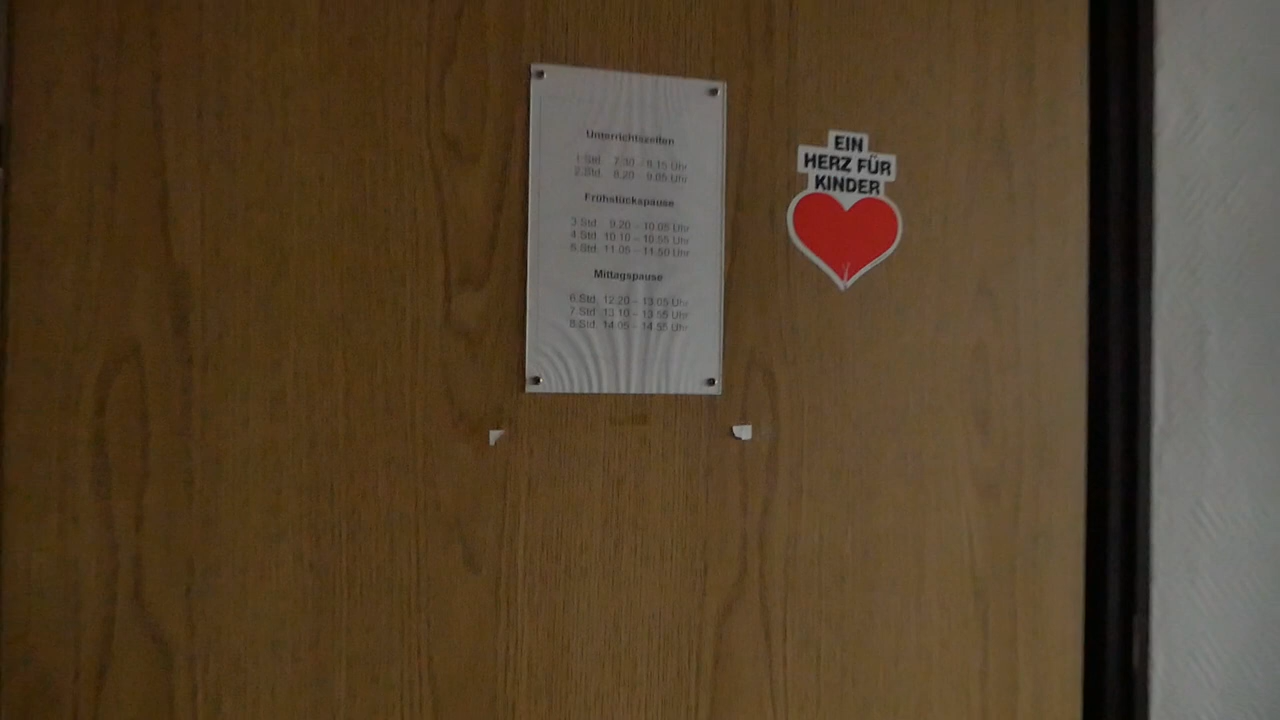 Unterrichtszeiten
1.Std. 7.30 - 8.15 Uhr
2.Std. 8.20 - 9.05 Uhr
Frühstückspause
3.Std. 9.20 – 10.05 Uhr
4.Std. 10.10 – 10.55 Uhr
5.Std. 11.05 – 11.50 Uhr
Mittagspause
6.Std. 12.20 – 13.05 Uhr
7.Std. 13.10 – 13.55 Uhr
8.Std. 14.05 – 14.55 Uhr
EIN
HERZ FÜR
KINDER